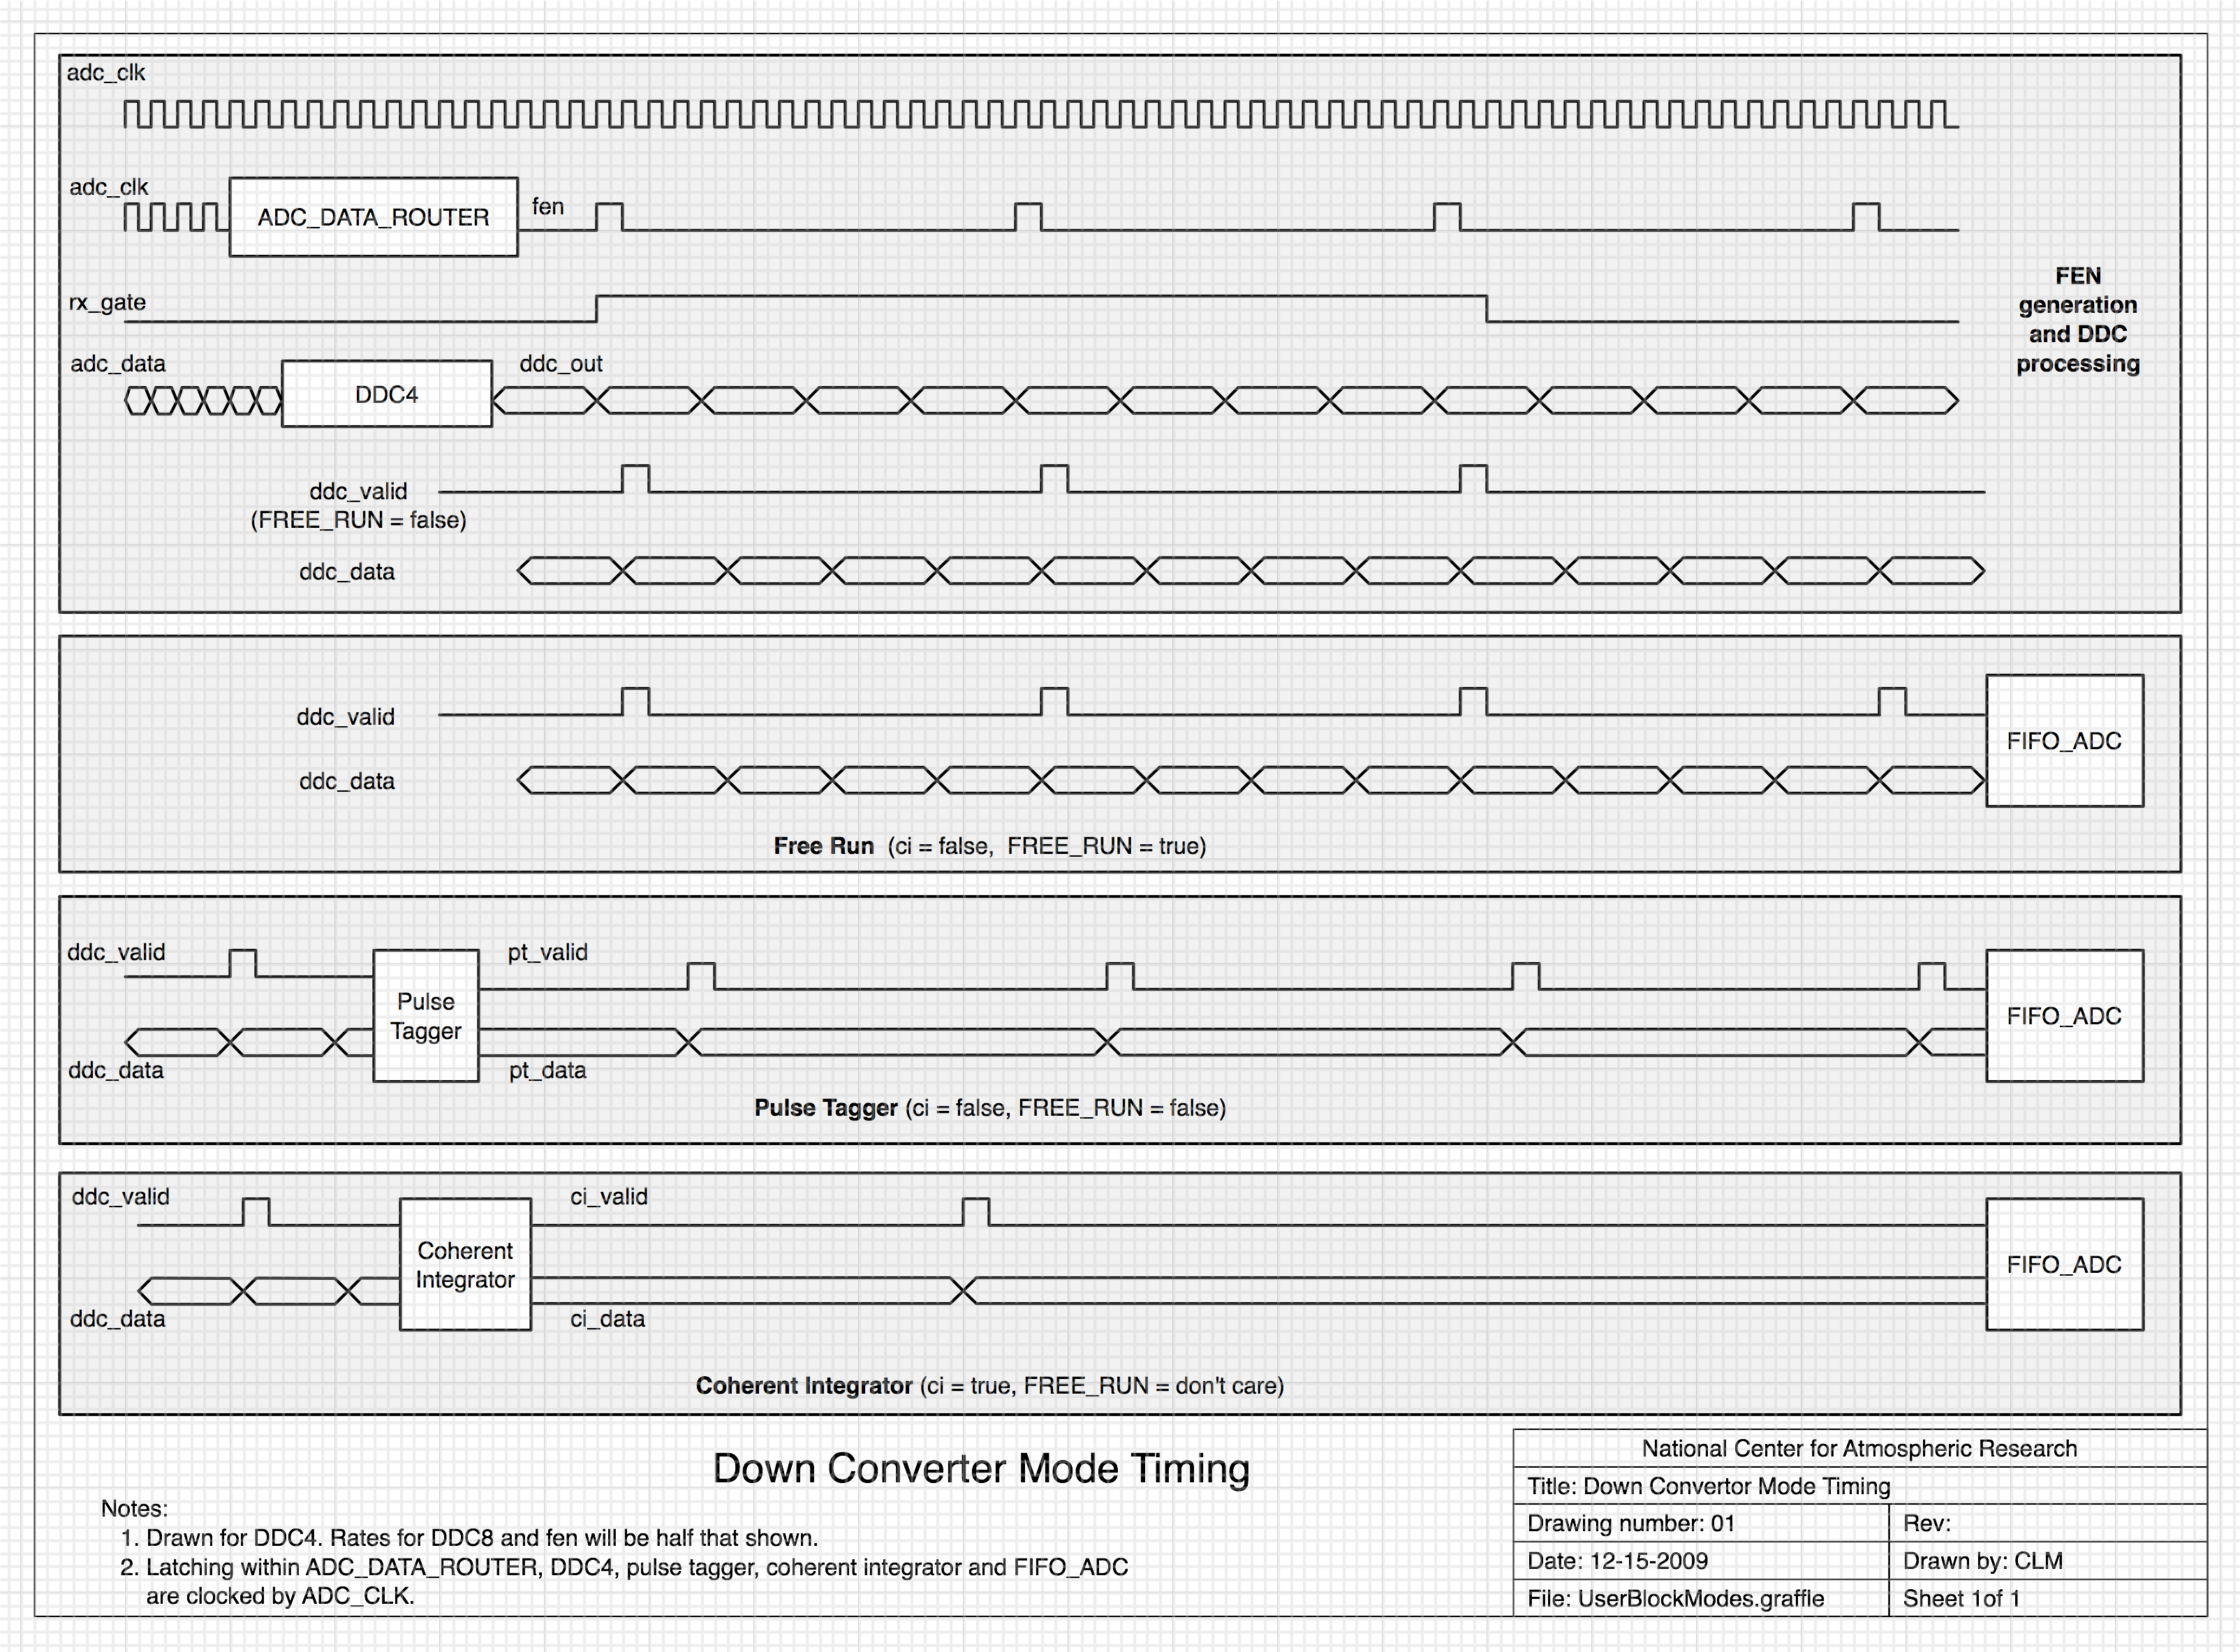 adc_clk
adc_clk
ADC_DATA_ROUTER
fen
rx_gate
FEN
generation
and DDC
processing
adc_data
DDC4
ddc_out
ddc_valid
(FREE_RUN = false)
ddc_data
ddc_valid
FIFO_ADC
ddc_data
Free Run (ci = false, FREE_RUN = true)
ddc_valid
pt_valid
Pulse
Tagger
FIFO_ADC
ddc_data
pt_data
Pulse Tagger (ci = false, FREE_RUN = false)
ddc_valid
ci_valid
Coherent
Integrator
FIFO_ADC
ddc_data
ci_data
Coherent Integrator (ci = true, FREE_RUN = don't care)
Down Converter Mode Timing
Notes:
1. Drawn for DDC4. Rates for DDC8 and fen will be half that shown.
2. Latching within ADC_DATA_ROUTER, DDC4, pulse tagger, coherent integrator and FIFO_ADC
are clocked by ADC_CLK.
National Center for Atmospheric Research
Title: Down Convertor Mode Timing
Drawing number: 01
Rev:
Date: 12-15-2009
Drawn by: CLM
File: UserBlockModes.graffle
Sheet 1of 1